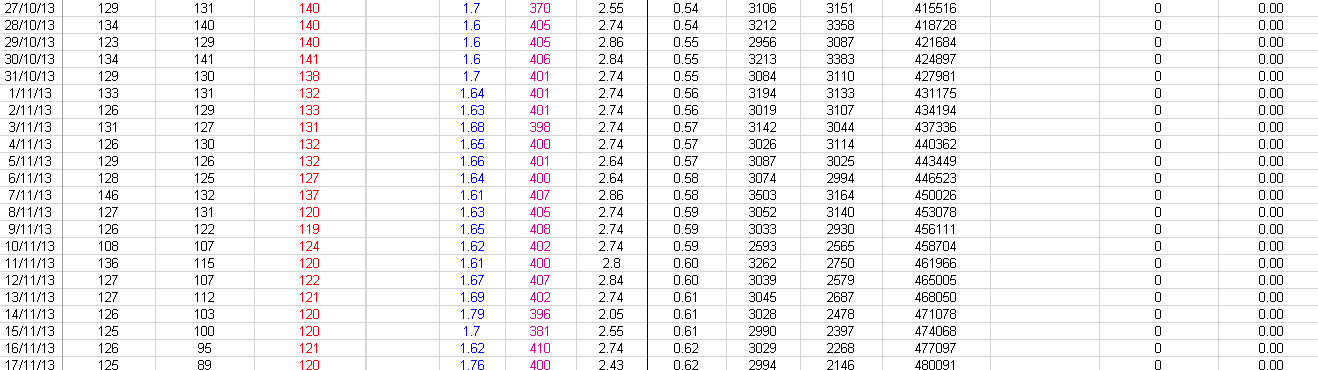 27/10/13 129 131 140 1.7 370 2.55 0.54 3106 3151 415516 0 0.00
28/10/13 134 140 140 1.6 405 2.74 0.54 3212 3358 418728 0 0.00
29/10/13 123 129 140 1.6 405 2.86 0.55 2956 3087 421684 0 0.00
30/10/13 134 141 141 1.6 406 2.84 0.55 3213 3383 424897 0 0.00
31/10/13 129 130 138 1.7 401 2.74 0.55 3084 3110 427981 0 0.00
1/11/13 133 131 132 1.64 401 2.74 0.56 3194 3133 431175 0 0.00
2/11/13 126 129 133 1.63 401 2.74 0.56 3019 3107 434194 0 0.00
3/11/13 131 127 131 1.68 398 2.74 0.57 3142 3044 437336 0 0.00
4/11/13 126 130 132 1.65 400 2.74 0.57 3026 3114 440362 0 0.00
5/11/13 129 126 132 1.66 401 2.64 0.57 3087 3025 443449 0 0.00
6/11/13 128 125 127 1.64 400 2.64 0.58 3074 2994 446523 0 0.00
7/11/13 146 132 137 1.61 407 2.86 0.58 3503 3164 450026 0 0.00
8/11/13 127 131 120 1.63 405 2.74 0.59 3052 3140 453078 0 0.00
9/11/13 126 122 119 1.65 408 2.74 0.59 3033 2930 456111 0 0.00
10/11/13 108 107 124 1.62 402 2.74 0.59 2593 2565 458704 0 0.00
11/11/13 136 115 120 1.61 400 2.8 0.60 3262 2750 461966 0 0.00
12/11/13 127 107 122 1.67 407 2.84 0.60 3039 2579 465005 0 0.00
13/11/13 127 112 121 1.69 402 2.74 0.61 3045 2687 468050 0 0.00
14/11/13 126 103 120 1.79 396 2.05 0.61 3028 2478 471078 0 0.00
15/11/13 125 100 120 1.7 381 2.55 0.61 2990 2397 474068 0 0.00
16/11/13 126 95 121 1.62 410 2.74 0.62 3029 2268 477097 0 0.00
17/11/13 125 89 120 1.76 400 2.43 0.62 2994 2146 480091 0 0.00